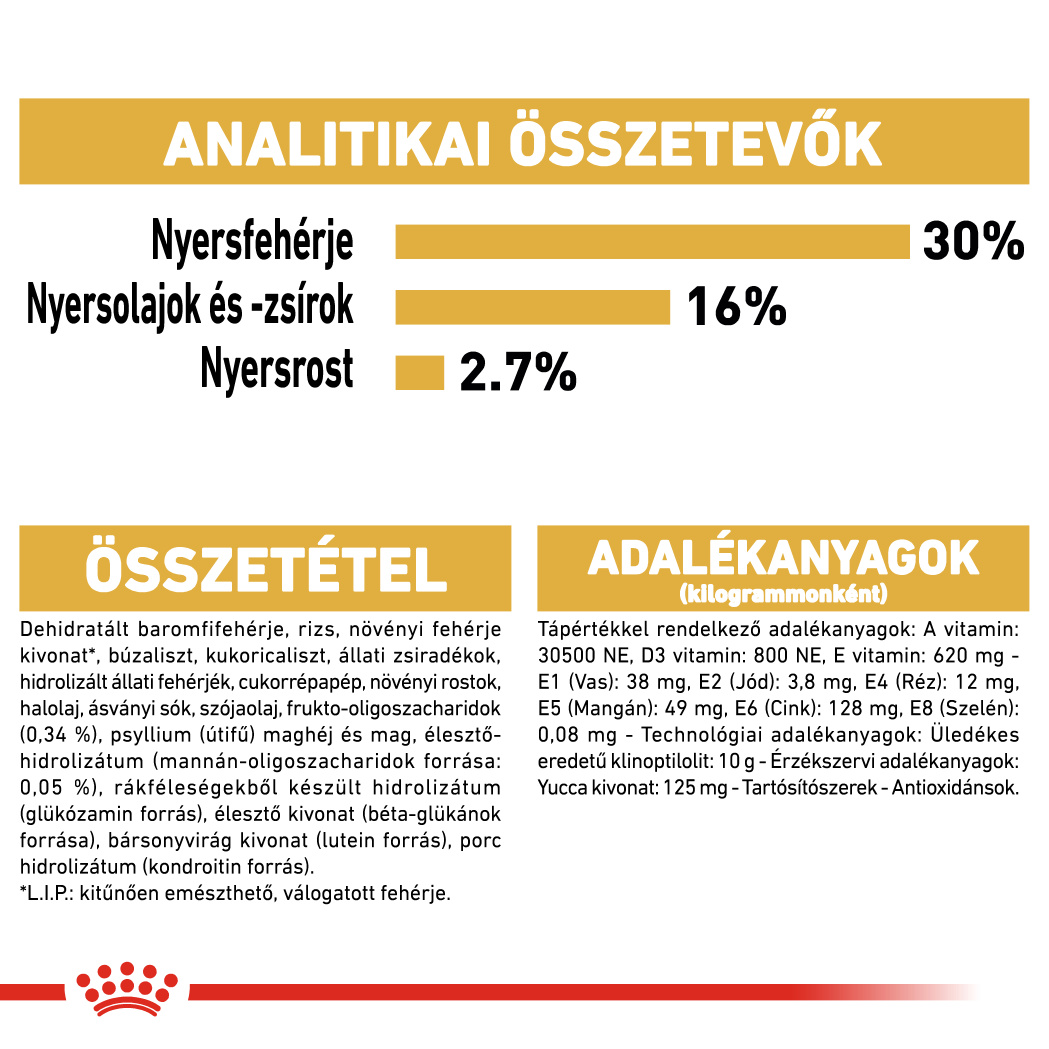 ANALITIKAI ÖSSZETEVŐK
Nyersfehérje 30%
Nyersolajok és -zsírok 16%
Nyersrost 2.7%
ÖSSZETÉTEL
Dehidratált baromfifehérje, rizs, növényi fehérje
kivonat*, búzaliszt, kukoricaliszt, állati zsiradékok,
hidrolizált állati fehérjék, cukorrépapép, növényi rostok,
halolaj, ásványi sók, szójaolaj, frukto-oligoszacharidok
(0,34 %), psyllium (útifű) maghéj és mag, élesztő-
hidrolizátum (mannán-oligoszacharidok forrása:
0,05 %), rákféleségekből készült hidrolizátum
(glükózamin forrás), élesztő kivonat (béta-glükánok
forrása), bársonyvirág kivonat (lutein forrás), porc
hidrolizátum (kondroitin forrás).
*L.I.P.: kitűnően emészthető, válogatott fehérje.
ADALÉKANYAGOK
(kilogrammonként)
Tápértékkel rendelkező adalékanyagok: A vitamin:
30500 NE, D3 vitamin: 800 NE, E vitamin: 620 mg -
E1 (Vas): 38 mg, E2 (Jód): 3,8 mg, E4 (Réz): 12 mg,
E5 (Mangán): 49 mg, E6 (Cink): 128 mg, E8 (Szelén):
0,08 mg - Technológiai adalékanyagok: Üledékes
eredetű klinoptilolit: 10 g - Érzékszervi adalékanyagok:
Yucca kivonat: 125 mg - Tartósítószerek - Antioxidánsok.